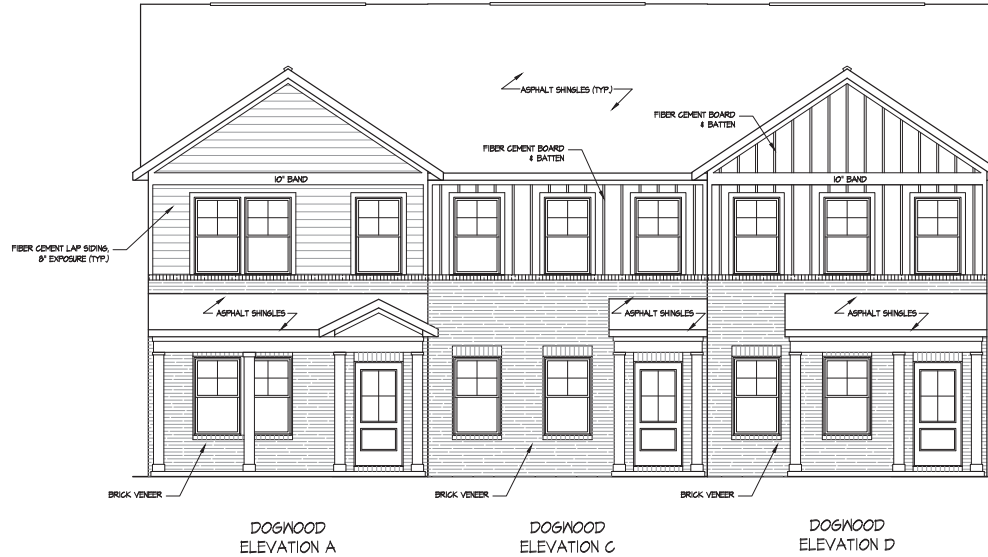 ASPHALT SHINGLES (TYP.)
FIBER CEMENT BOARD
& BATTEN
FIBER CEMENT BOARD
& BATTEN
10" BAND
10" BAND
FIBER CEMENT LAP SIDING,
8" EXPOSURE (TYP.)
ASPHALT SHINGLES
ASPHALT SHINGLES
ASPHALT SHINGLES
BRICK VENEER
BRICK VENEER
BRICK VENEER
DOGWOOD
ELEVATION A
DOGWOOD
ELEVATION C
DOGWOOD
ELEVATION D